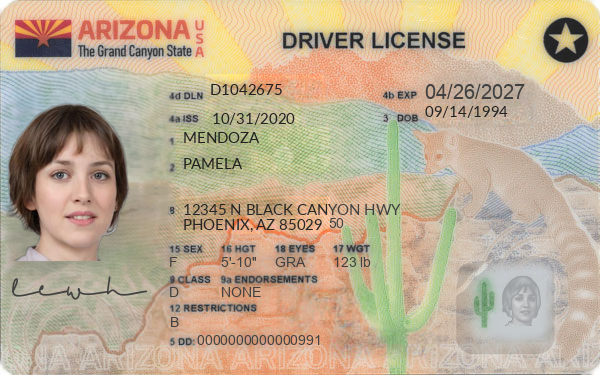 ARIZONA USA
The Grand Canyon State
DRIVER LICENSE
4d DLN D1042675
4b EXP 04/26/2027
4a ISS 10/31/2020
3 DOB 09/14/1994
1 MENDOZA
2 PAMELA
8 12345 N BLACK CANYON HWY
PHOENIX, AZ 85029
50
15 SEX 16 HGT 18 EYES 17 WGT
F 5'-10" GRA 123 lb
9 CLASS 9a ENDORSEMENTS
D NONE
12 RESTRICTIONS
B
5 DD: 0000000000000991
ARIZONA ARIZONA ARIZONA ARIZONA